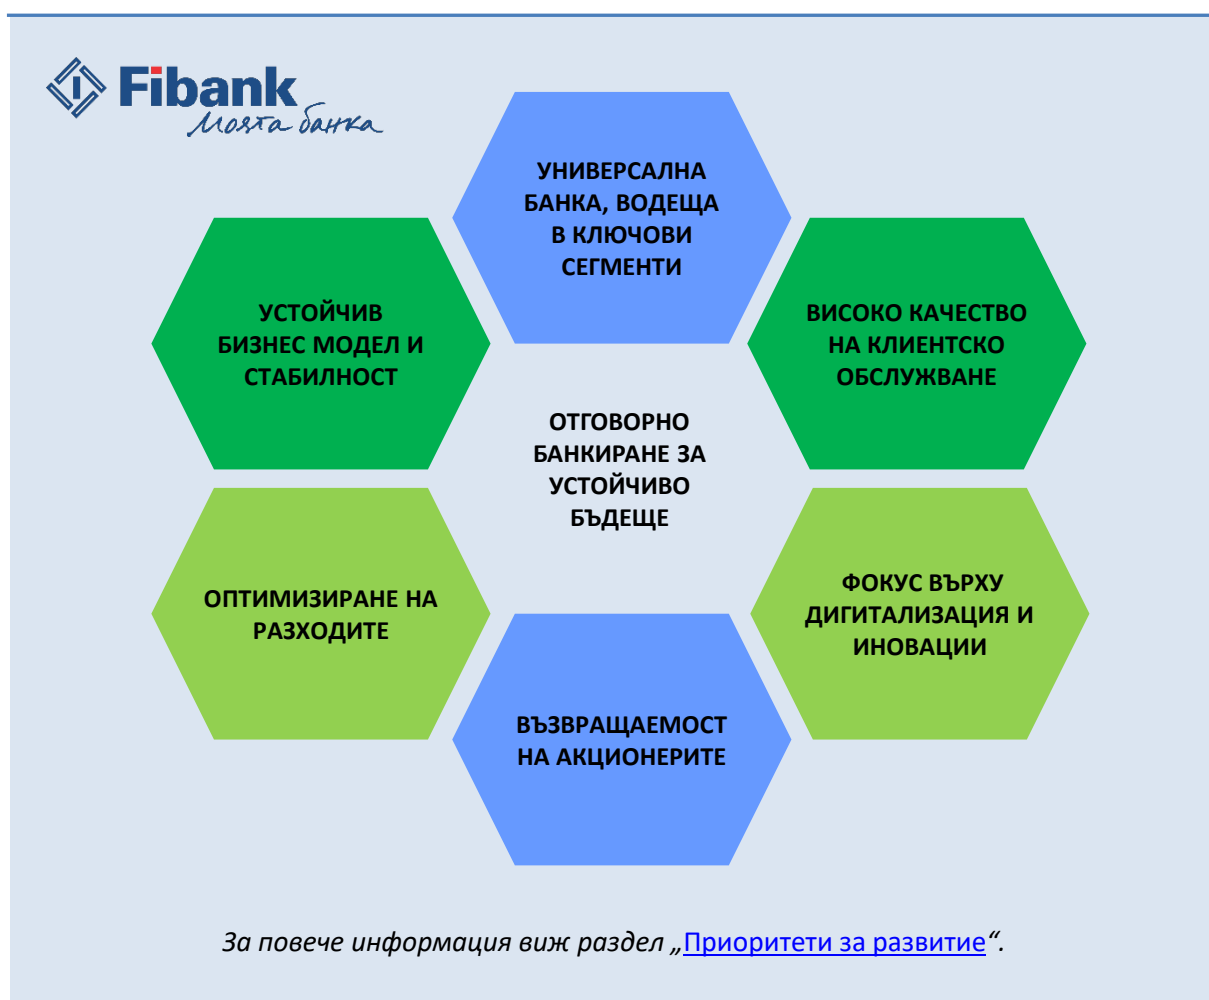 Fibank
Моята банка
УНИВЕРСАЛНА
БАНКА, ВОДЕЩА
В КЛЮЧОВИ
СЕГМЕНТИ
УСТОЙЧИВ
БИЗНЕС МОДЕЛ И
СТАБИЛНОСТ
ВИСОКО КАЧЕСТВО
НА КЛИЕНТСКО
ОБСЛУЖВАНЕ
ОТГОВОРНО
БАНКИРАНЕ ЗА
УСТОЙЧИВО
БЪДЕЩЕ
ОПТИМИЗИРАНЕ НА
РАЗХОДИТЕ
ФОКУС ВЪРХУ
ДИГИТАЛИЗАЦИЯ И
ИНОВАЦИИ
ВЪЗВРАЩАЕМОСТ
НА АКЦИОНЕРИТЕ
За повече информация виж раздел „Приоритети за развитие“.